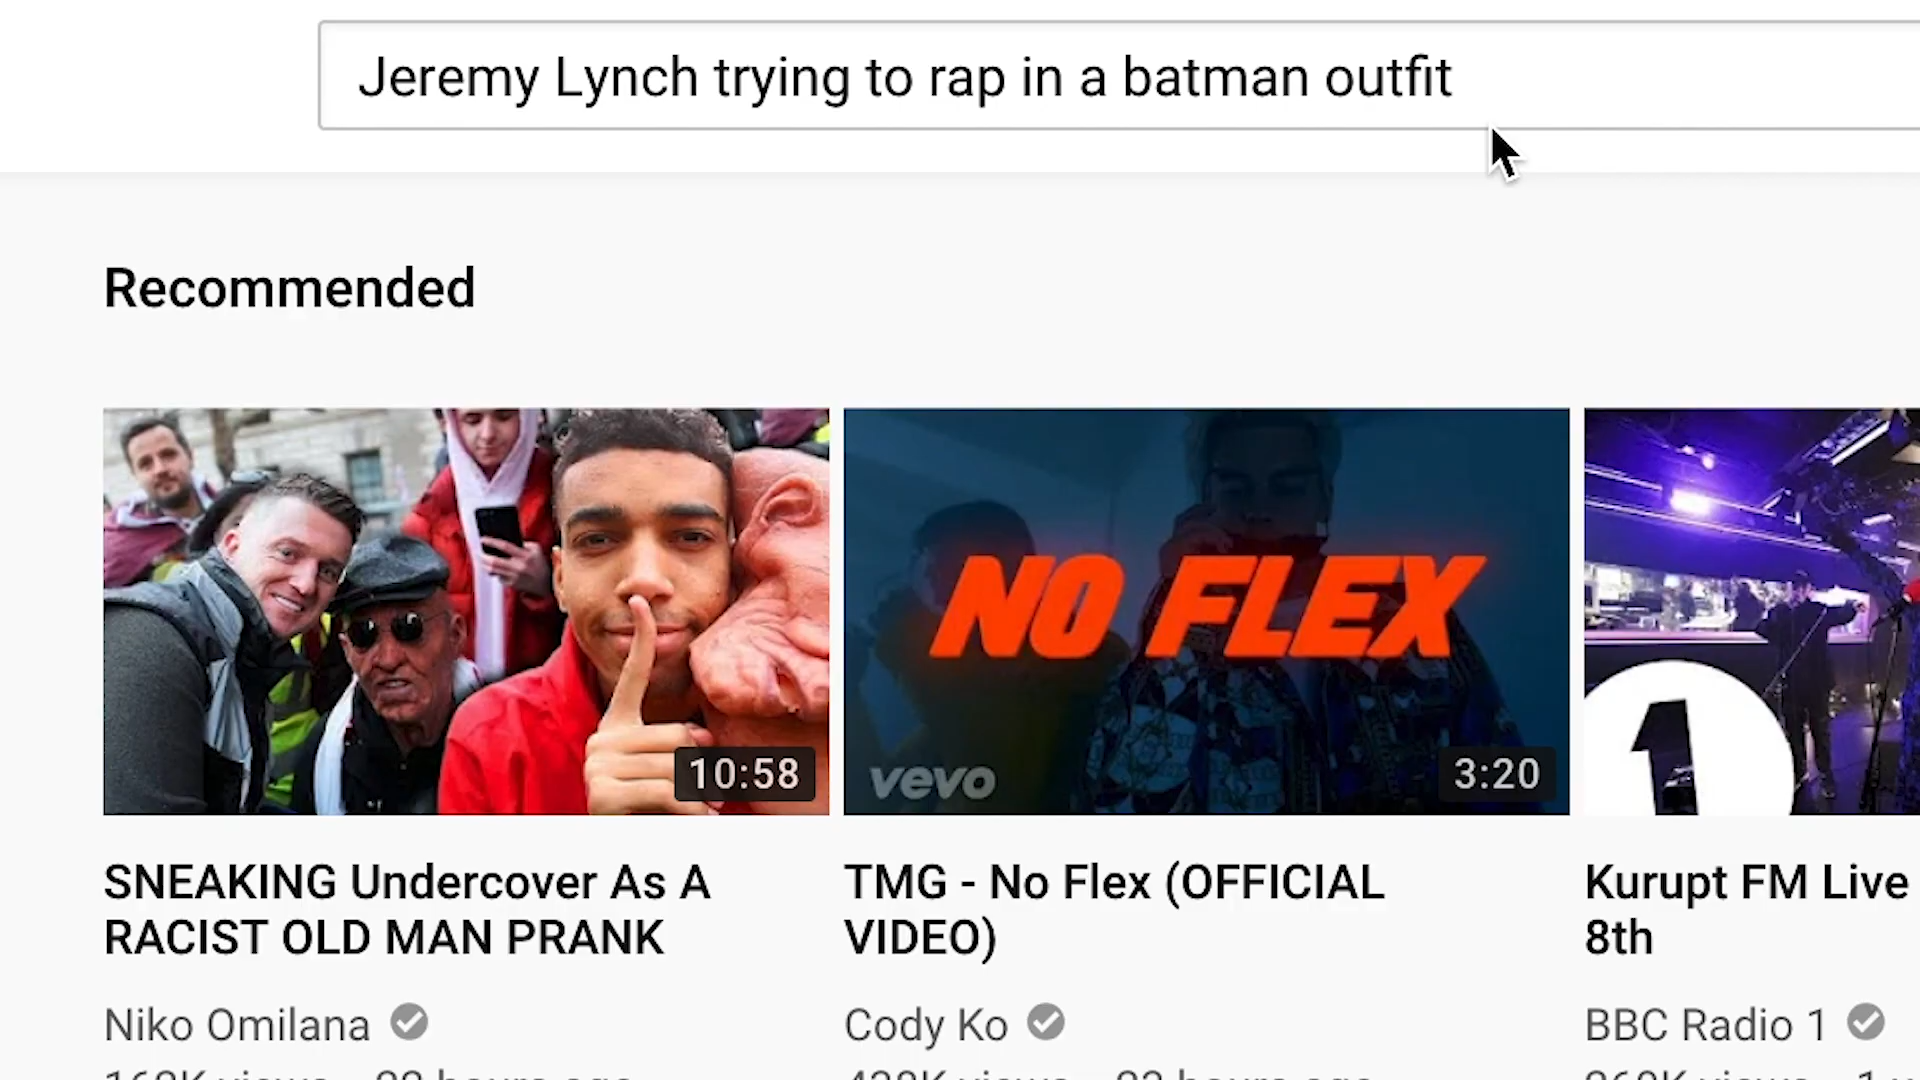 Jeremy Lynch trying to rap in a batman outfit
Recommended
10:58
NO FLEX
vevo
3:20
1
SNEAKING Undercover As A
RACIST OLD MAN PRANK
TMG - No Flex (OFFICIAL
VIDEO)
Kurupt FM Live
8th
Niko Omilana
Cody Ko
BBC Radio 1